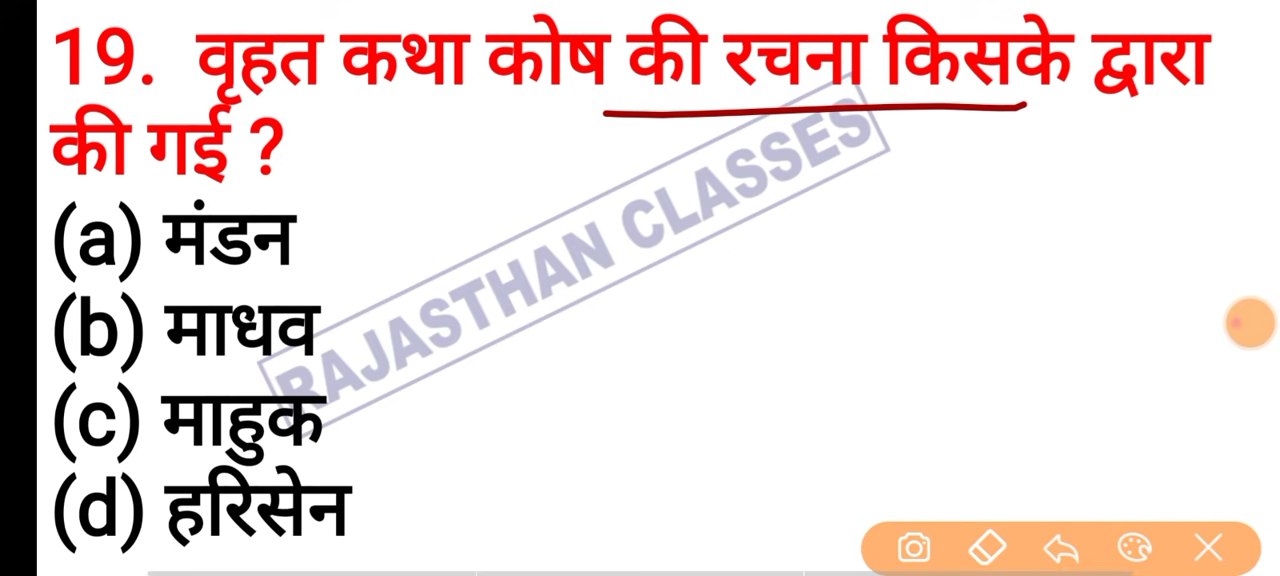 19. वृहत कथा कोष की रचना किसके द्वारा
की गई ?
(a) मंडन
(b) माधव
(c) माहुक
(d) हरिसेन
RAJASTHAN CLASSES